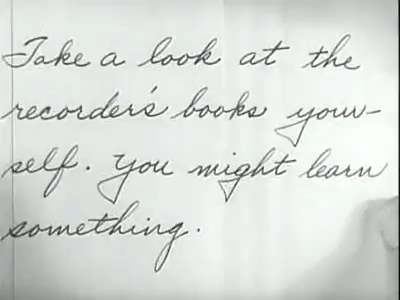 Take a look at the
recorder's books your-
self. You might learn
something.